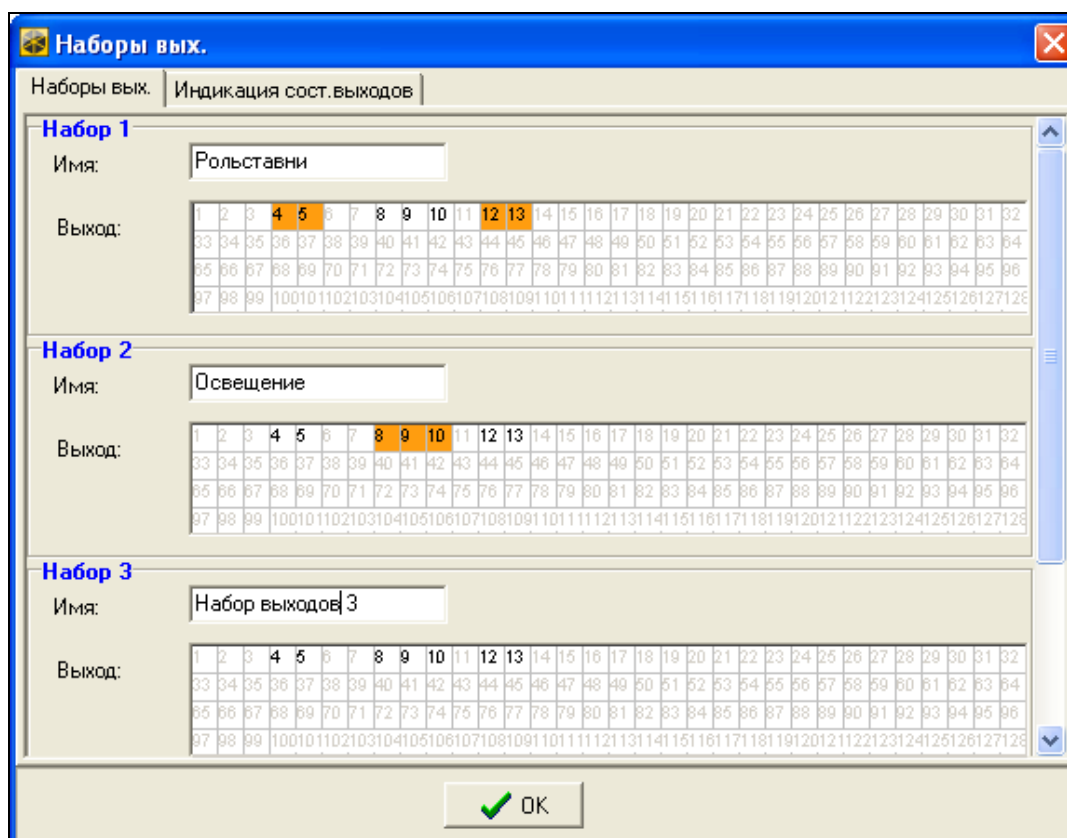 Наборы вых.
Наборы вых. Индикация сост.выходов
Набор 1
Имя: Рольставни
Выход:
1 2 3 4 5 6 7 8 9 10 11 12 13 14 15 16 17 18 19 20 21 22 23 24 25 26 27 28 29 30 31 32
33 34 35 36 37 38 39 40 41 42 43 44 45 46 47 48 49 50 51 52 53 54 55 56 57 58 59 60 61 62 63 64
65 66 67 68 69 70 71 72 73 74 75 76 77 78 79 80 81 82 83 84 85 86 87 88 89 90 91 92 93 94 95 96
97 98 99 100 101 102 103 104 105 106 107 108 109 110 111 112 113 114 115 116 117 118 119 120 121 122 123 124 125 126 127 128
Набор 2
Имя: Освещение
Выход:
1 2 3 4 5 6 7 8 9 10 11 12 13 14 15 16 17 18 19 20 21 22 23 24 25 26 27 28 29 30 31 32
33 34 35 36 37 38 39 40 41 42 43 44 45 46 47 48 49 50 51 52 53 54 55 56 57 58 59 60 61 62 63 64
65 66 67 68 69 70 71 72 73 74 75 76 77 78 79 80 81 82 83 84 85 86 87 88 89 90 91 92 93 94 95 96
97 98 99 100 101 102 103 104 105 106 107 108 109 110 111 112 113 114 115 116 117 118 119 120 121 122 123 124 125 126 127 128
Набор 3
Имя: Набор выходов 3
Выход:
1 2 3 4 5 6 7 8 9 10 11 12 13 14 15 16 17 18 19 20 21 22 23 24 25 26 27 28 29 30 31 32
33 34 35 36 37 38 39 40 41 42 43 44 45 46 47 48 49 50 51 52 53 54 55 56 57 58 59 60 61 62 63 64
65 66 67 68 69 70 71 72 73 74 75 76 77 78 79 80 81 82 83 84 85 86 87 88 89 90 91 92 93 94 95 96
97 98 99 100 101 102 103 104 105 106 107 108 109 110 111 112 113 114 115 116 117 118 119 120 121 122 123 124 125 126 127 128
OK